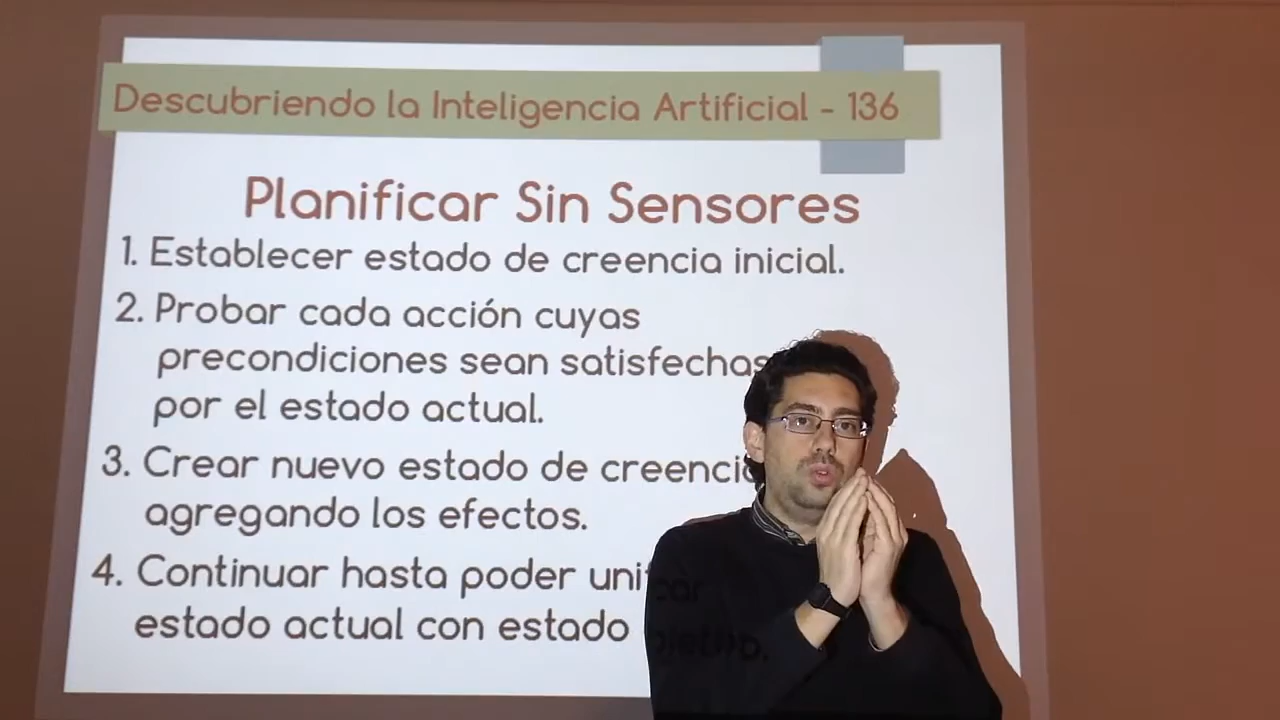 Descubriendo la Inteligencia Artificial - 136
Planificar Sin Sensores
1. Establecer estado de creencia inicial.
2. Probar cada acción cuyas
precondiciones sean satisfechas
por el estado actual.
3. Crear nuevo estado de creencia
agregando los efectos.
4. Continuar hasta poder unificar
estado actual con estado objetivo.